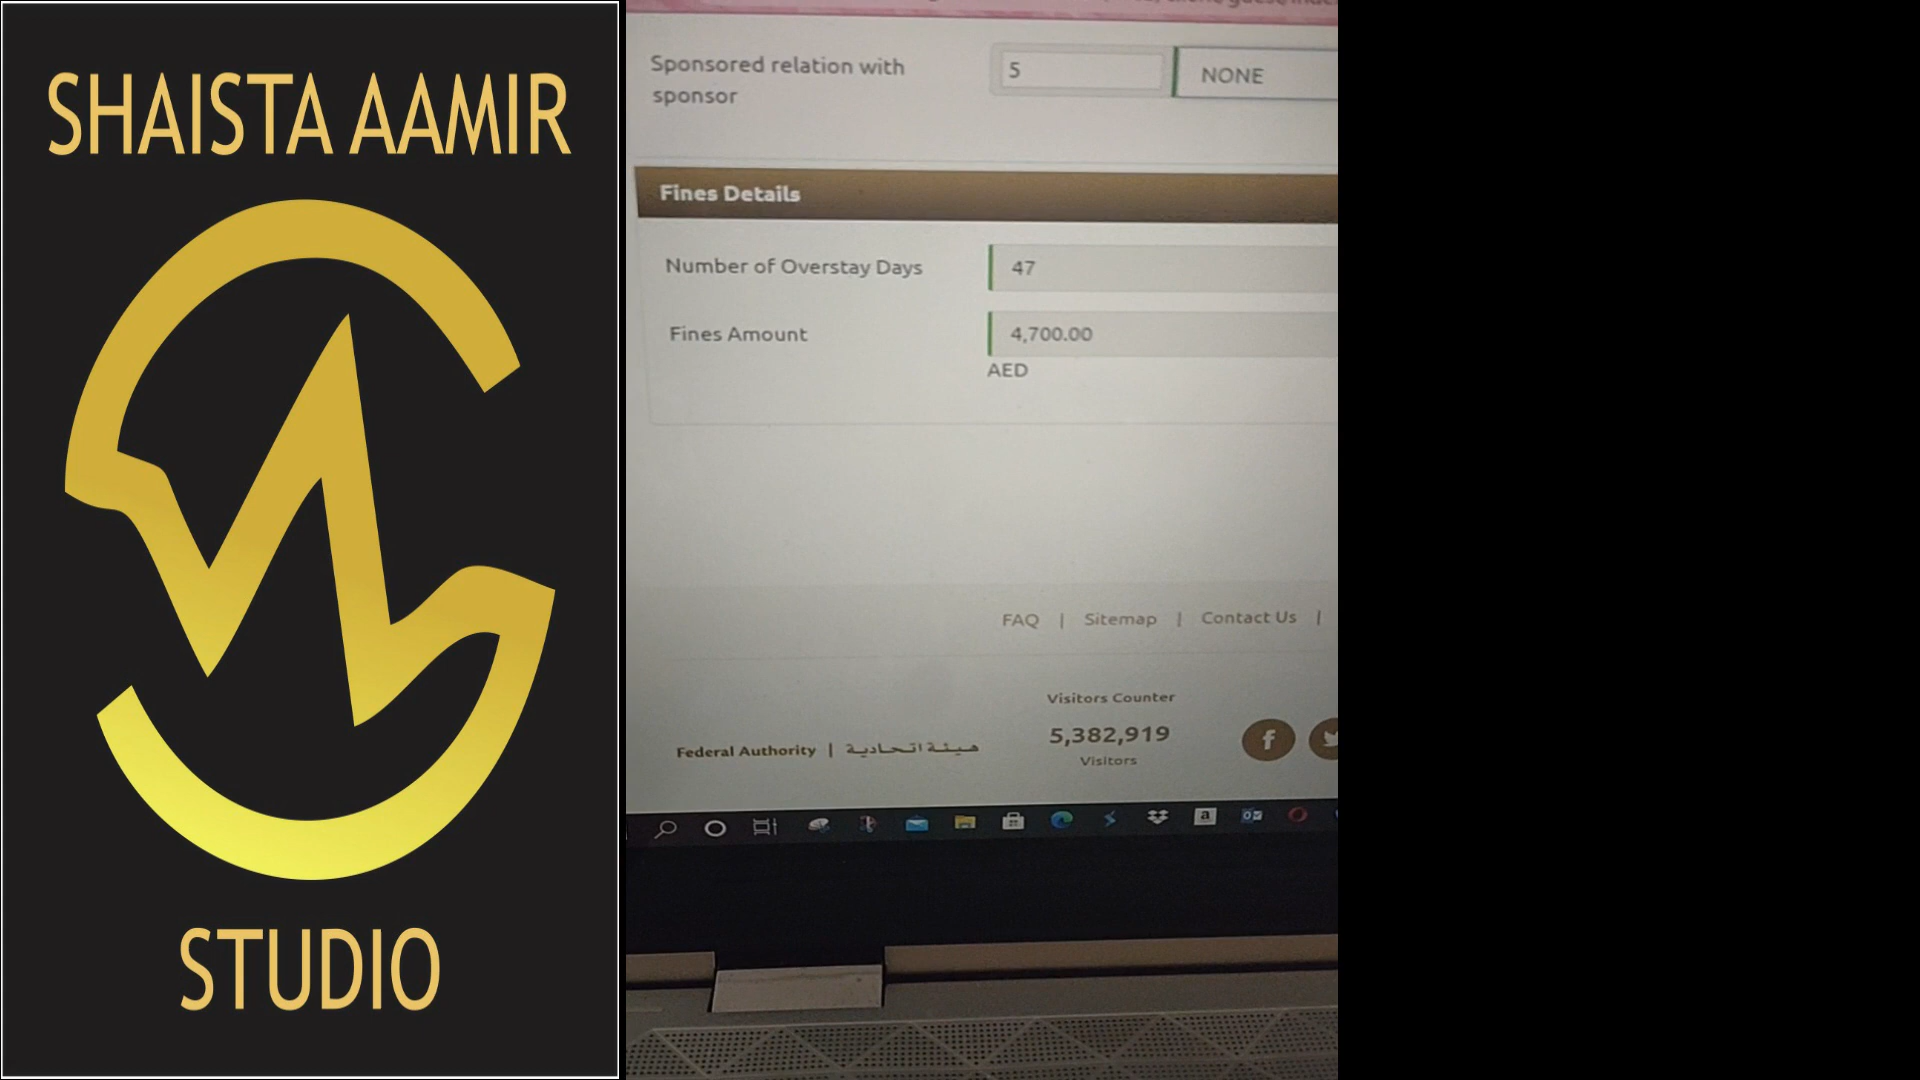 SHAISTA AAMIR
STUDIO
Sponsored relation with sponsor
5
NONE
Fines Details
Number of Overstay Days
47
Fines Amount
4,700.00
AED
FAQ | Sitemap | Contact Us |
Visitors Counter
5,382,919
Visitors
Federal Authority | هيئة اتحادية